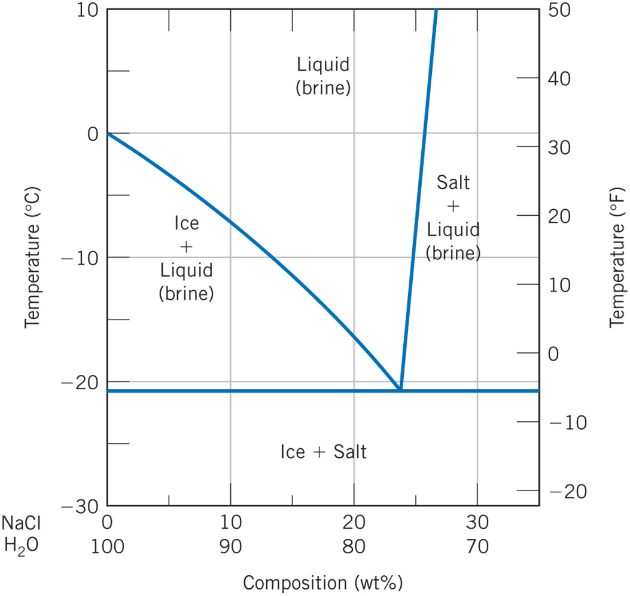 10
0
−10
−20
−30
Temperature (°C)
Liquid
(brine)
Ice
+
Liquid
(brine)
Salt
+
Liquid
(brine)
Ice + Salt
50
40
30
20
10
0
−10
−20
Temperature (°F)
NaCl 0 10 20 30
H₂O 100 90 80 70
Composition (wt%)